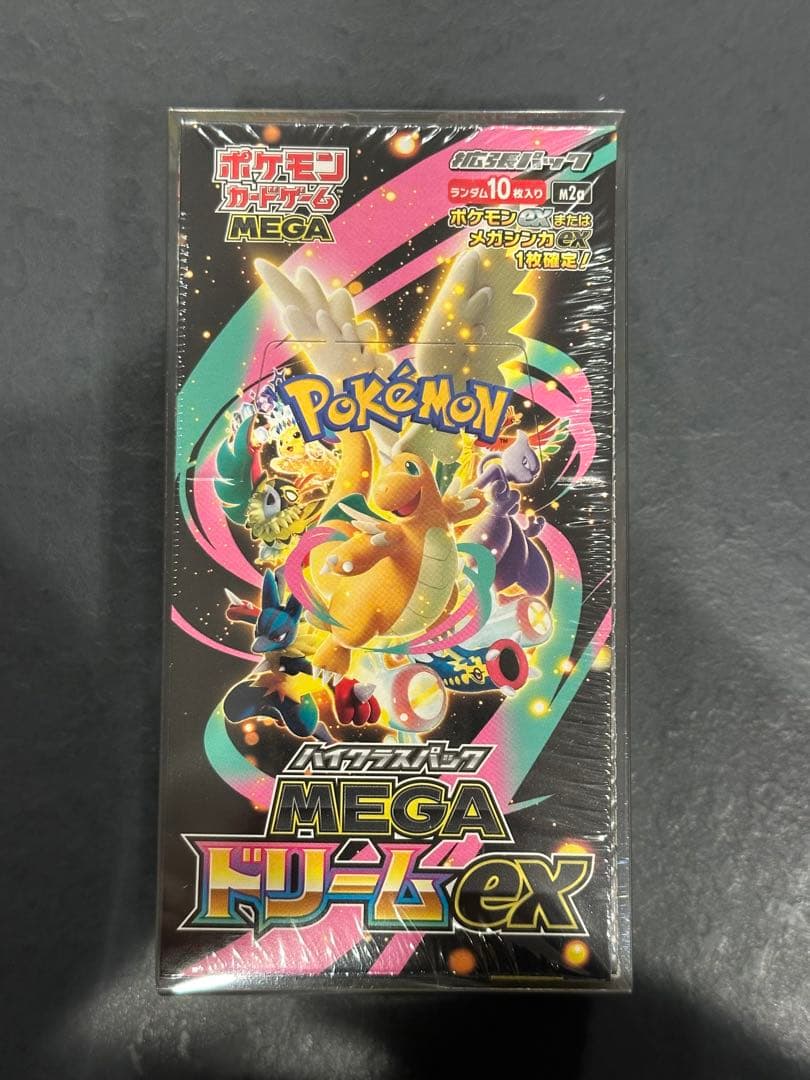 ポケモン
カードゲーム
MEGA
拡張パック
ランダム10枚入り M2a
ポケモンexまたは
メガシンカex
1枚確定!
POKéMON
TM
ハイクラスパック
MEGA
ドリームex